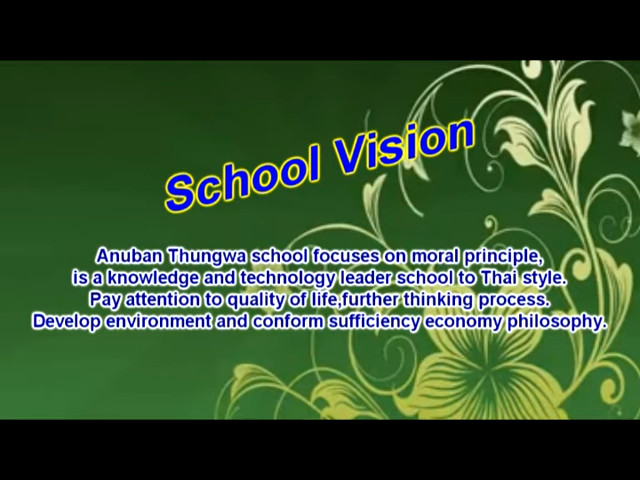 School Vision
Anuban Thungwa school focuses on moral principle,
is a knowledge and technology leader school to Thai style.
Pay attention to quality of life,further thinking process.
Develop environment and conform sufficiency economy philosophy.